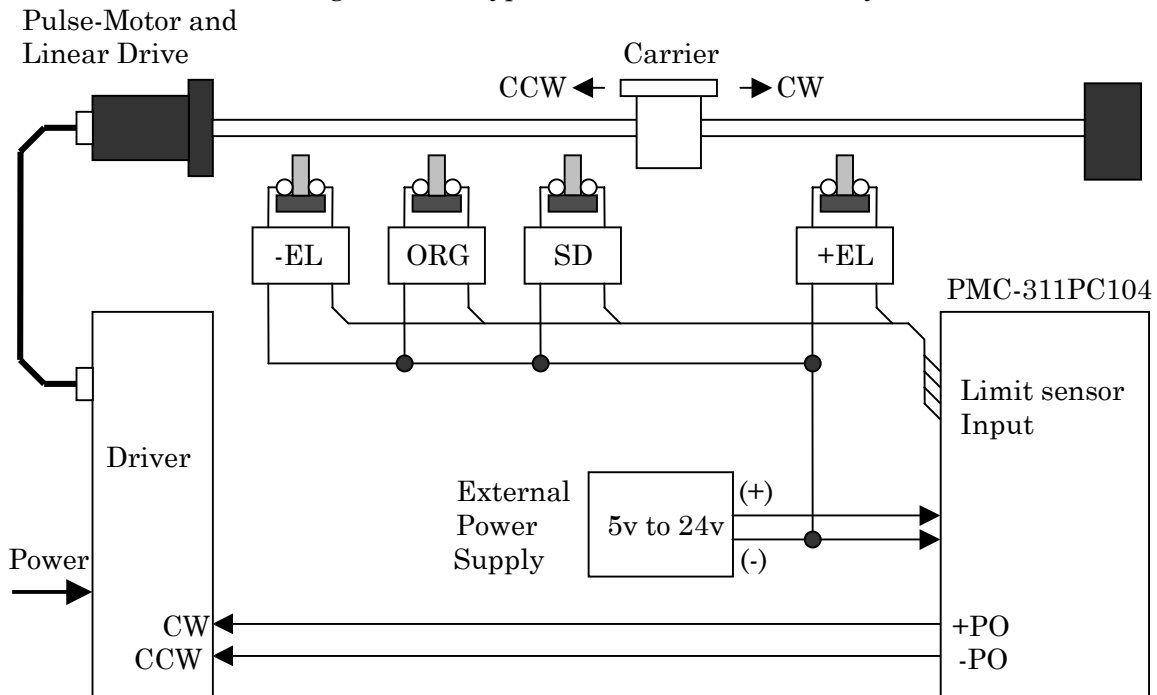 Pulse-Motor and
Linear Drive
Carrier
CCW
CW
-EL
ORG
SD
+EL
PMC-311PC104
Limit sensor
Input
Driver
External
Power
Supply
5v to 24v
(+)
(-)
Power
CW
CCW
+PO
-PO